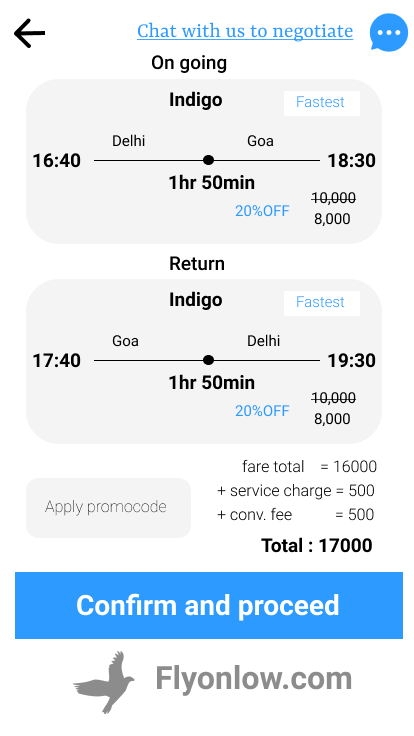 Chat with us to negotiate
On going
Indigo
Fastest
Delhi Goa
16:40 18:30
1hr 50min
10,000
20%OFF
8,000
Return
Indigo
Fastest
Goa Delhi
17:40 19:30
1hr 50min
10,000
20%OFF
8,000
fare total = 16000
+ service charge = 500
+ conv. fee = 500
Apply promocode
Total : 17000
Confirm and proceed
Flyonlow.com